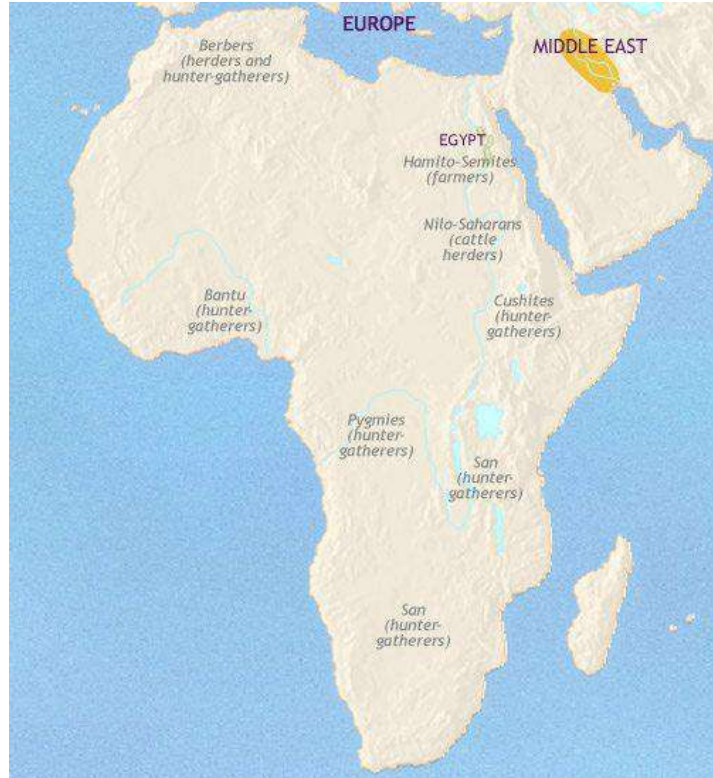 EUROPE
Berbers
(herders and
hunter-gatherers)
MIDDLE EAST
EGYPT
Hamito-Semites
(farmers)
Nilo-Saharans
(cattle
herders)
Bantu
(hunter-
gatherers)
Cushites
(hunter-
gatherers)
Pygmies
(hunter-
gatherers)
San
(hunter-
gatherers)
San
(hunter-
gatherers)